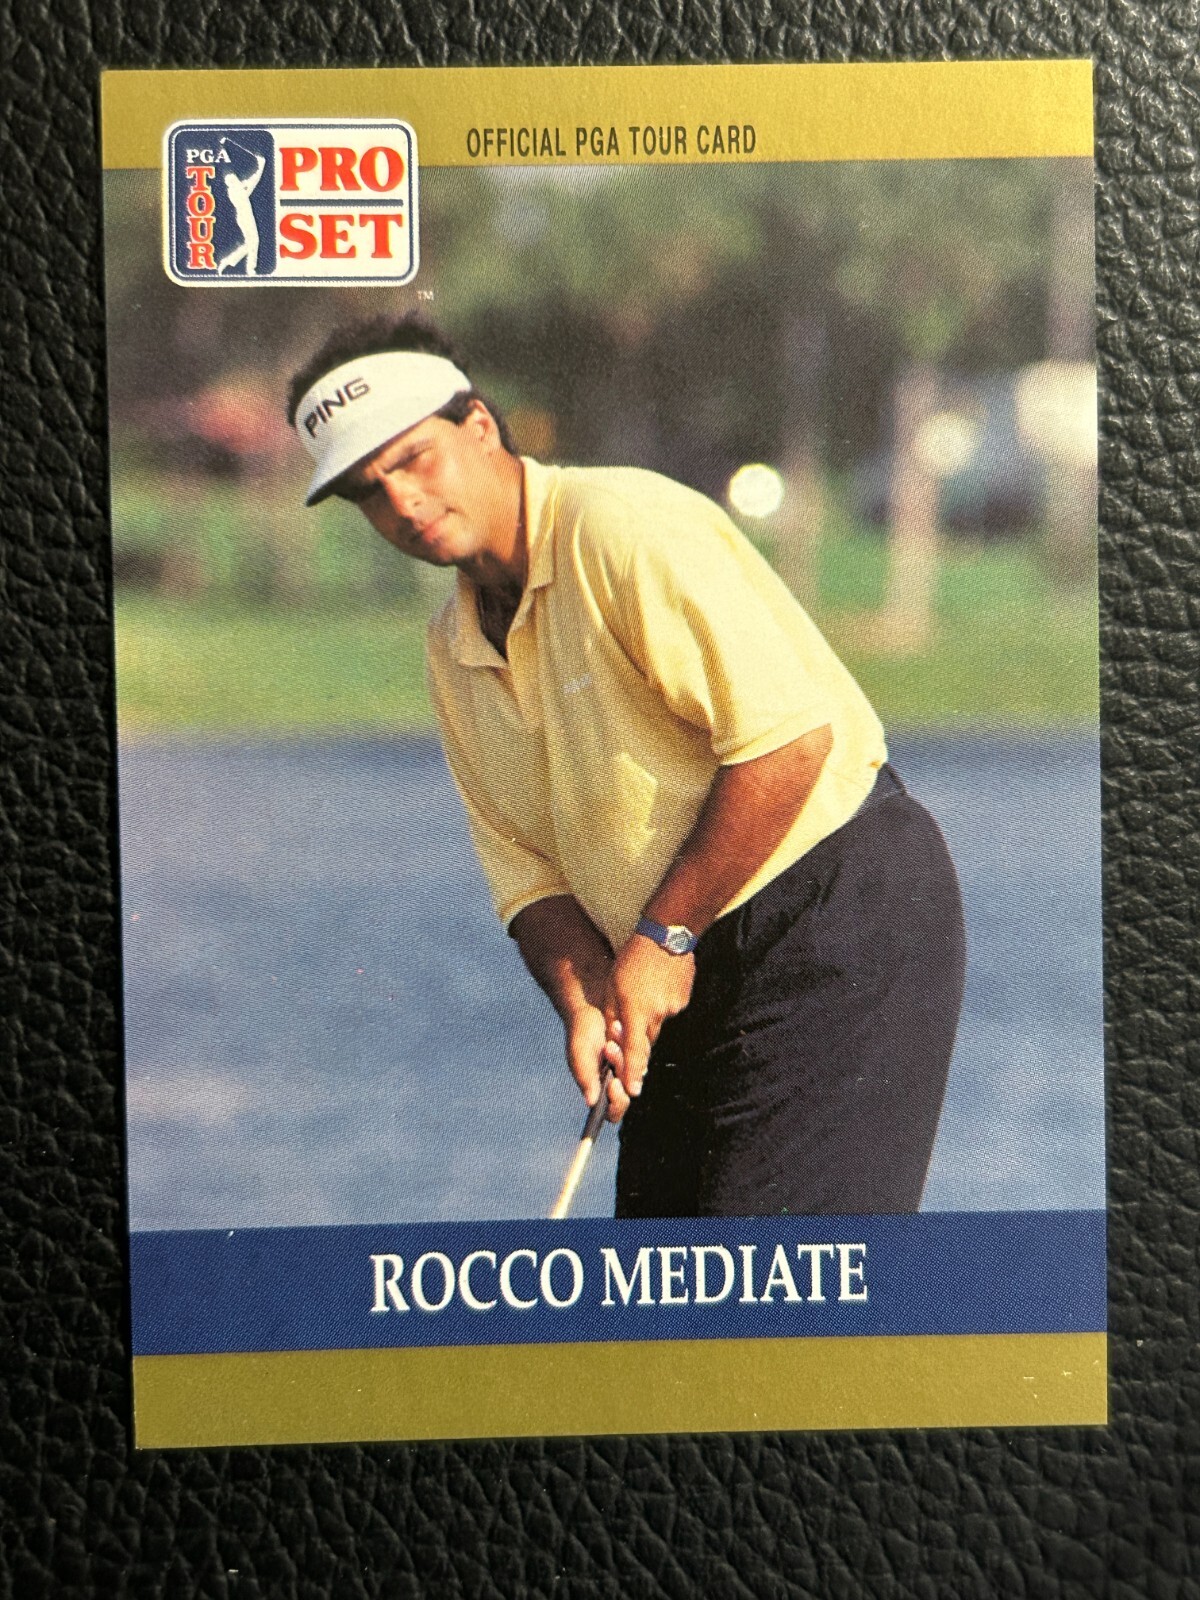 OFFICIAL PGA TOUR CARD
PGA
TOUR
PRO
SET
TM
PING
ROCCO MEDIATE